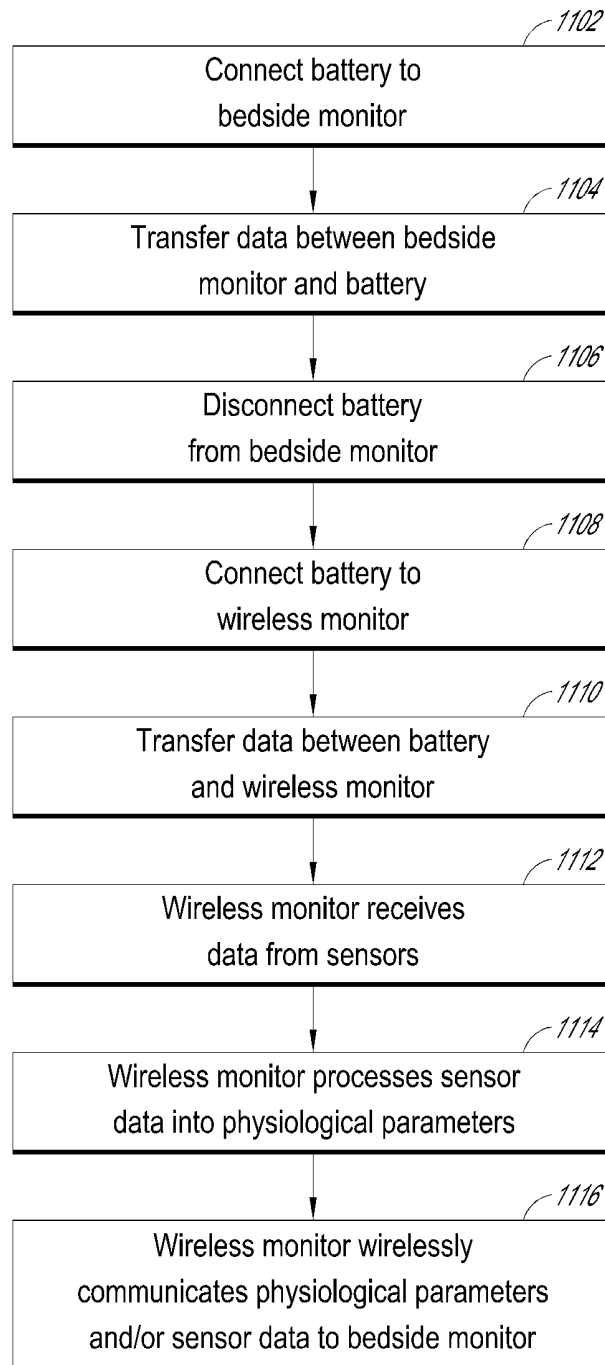 1102
Connect battery to
bedside monitor
1104
Transfer data between bedside
monitor and battery
1106
Disconnect battery
from bedside monitor
1108
Connect battery to
wireless monitor
1110
Transfer data between battery
and wireless monitor
1112
Wireless monitor receives
data from sensors
1114
Wireless monitor processes sensor
data into physiological parameters
1116
Wireless monitor wirelessly
communicates physiological parameters
and/or sensor data to bedside monitor